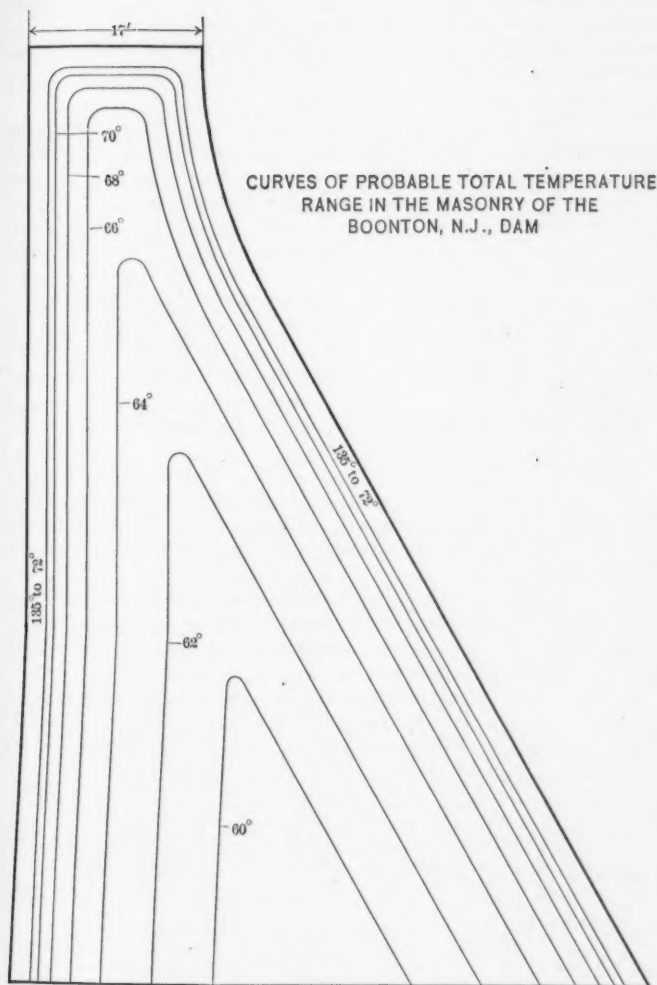 17'
70°
68°
66°
CURVES OF PROBABLE TOTAL TEMPERATURE
RANGE IN THE MASONRY OF THE
BOONTON, N.J., DAM
64°
135° to 72°
135° to 72°
62°
60°